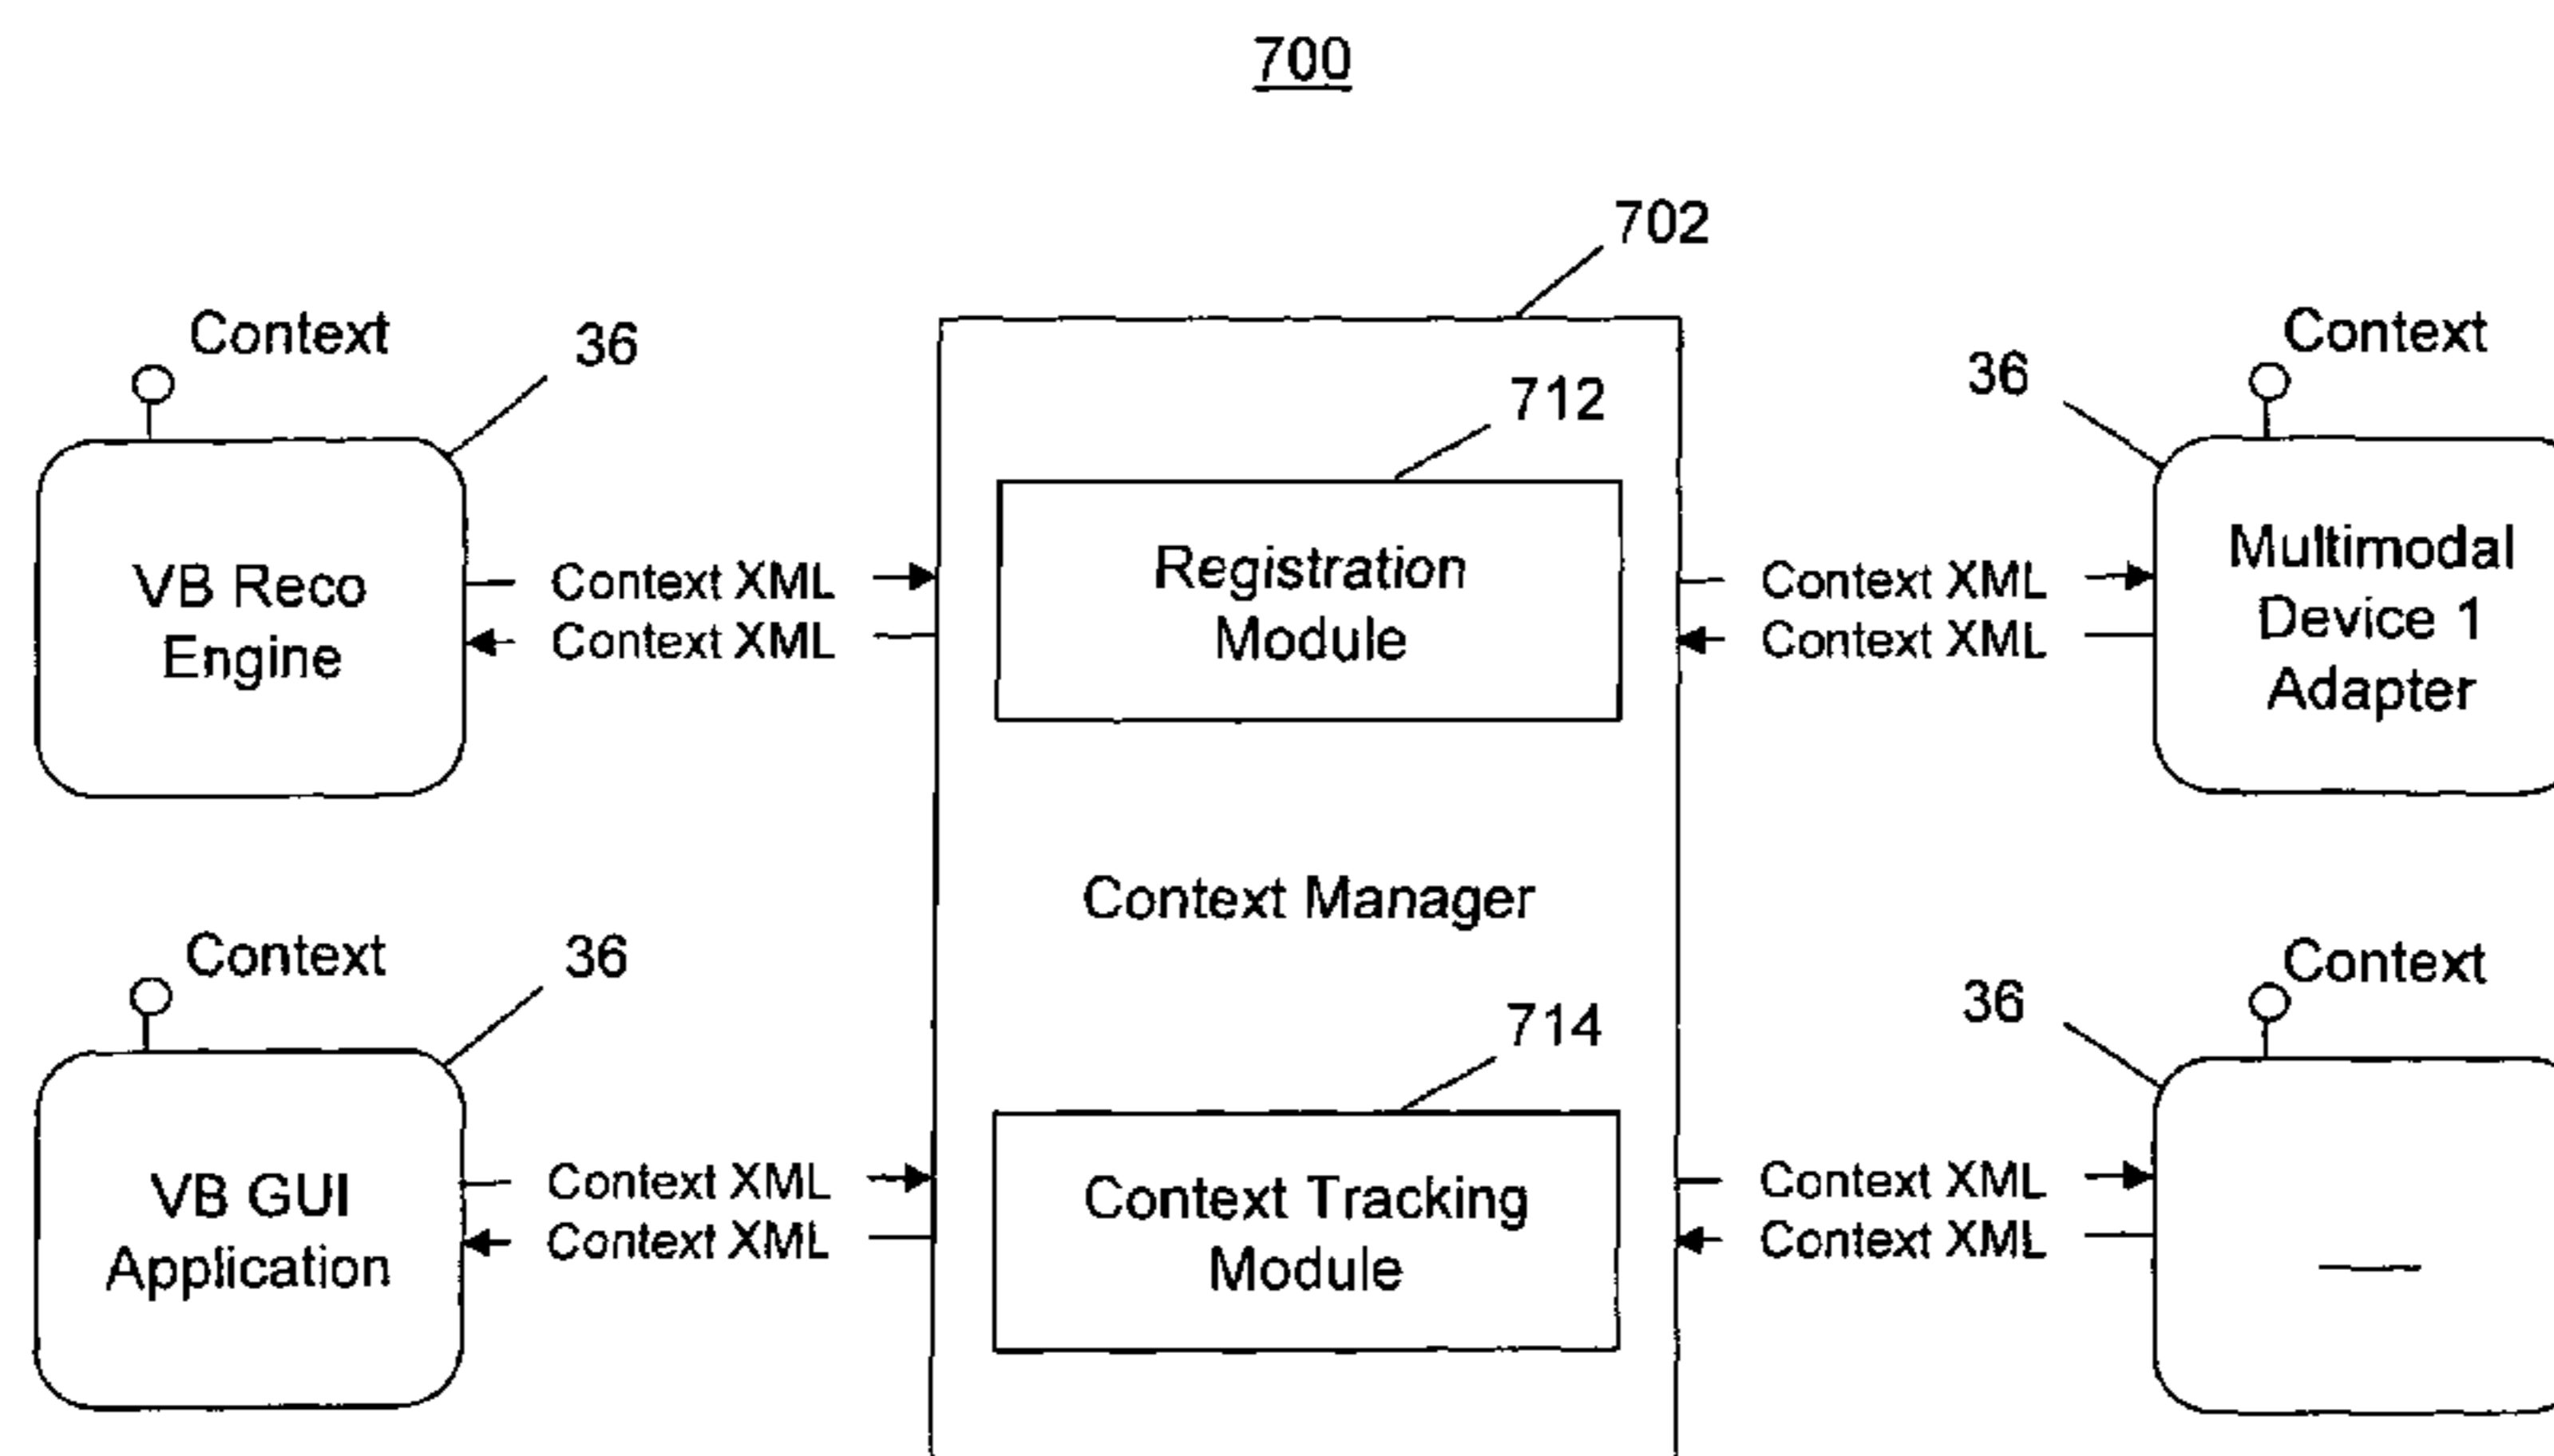 700
702
Context
36
VB Reco
Engine
Context XML
Context XML
712
Registration
Module
Context Manager
714
Context Tracking
Module
Context
36
Multimodal
Device 1
Adapter
Context XML
Context XML
Context
36
VB GUI
Application
Context XML
Context XML
Context
36
Context XML
Context XML